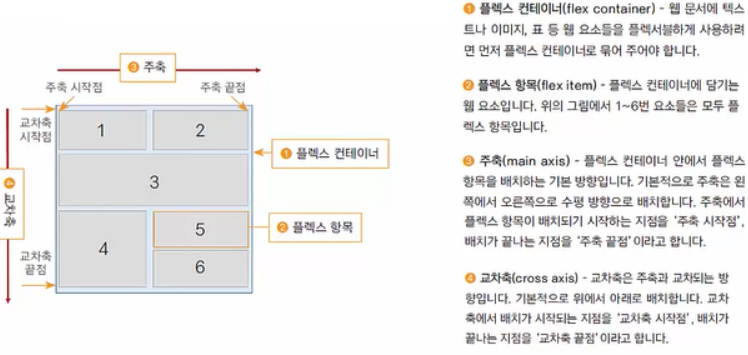 ❸ 주축
주축 시작점
주축 끝점
교차축
시작점
1
2
❶ 플렉스 컨테이너
3
❹ 교차축
5
❷ 플렉스 항목
4
6
교차축
끝점
❶ 플렉스 컨테이너(flex container) - 웹 문서에 텍스
트나 이미지, 표 등 웹 요소들을 플렉서블하게 사용하려
면 먼저 플렉스 컨테이너로 묶어 주어야 합니다.
❷ 플렉스 항목(flex item) - 플렉스 컨테이너에 담기는
웹 요소입니다. 위의 그림에서 1~6번 요소들은 모두 플
렉스 항목입니다.
❸ 주축(main axis) - 플렉스 컨테이너 안에서 플렉스
항목을 배치하는 기본 방향입니다. 기본적으로 주축은 왼
쪽에서 오른쪽으로 수평 방향으로 배치합니다. 주축에서
플렉스 항목이 배치되기 시작하는 지점을 '주축 시작점',
배치가 끝나는 지점을 '주축 끝점'이라고 합니다.
❹ 교차축(cross axis) - 교차축은 주축과 교차되는 방
향입니다. 기본적으로 위에서 아래로 배치합니다. 교차
축에서 배치가 시작되는 지점을 '교차축 시작점', 배치가
끝나는 지점을 '교차축 끝점'이라고 합니다.